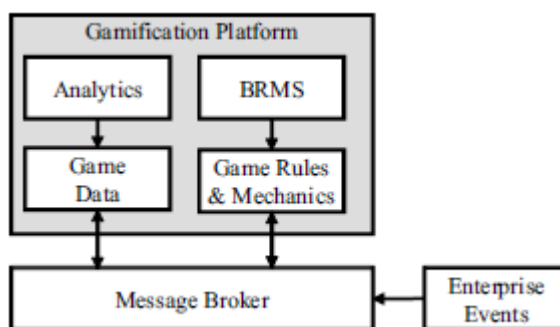 Gamification Platform
Analytics
BRMS
Game
Data
Game Rules
& Mechanics
Message Broker
Enterprise
Events